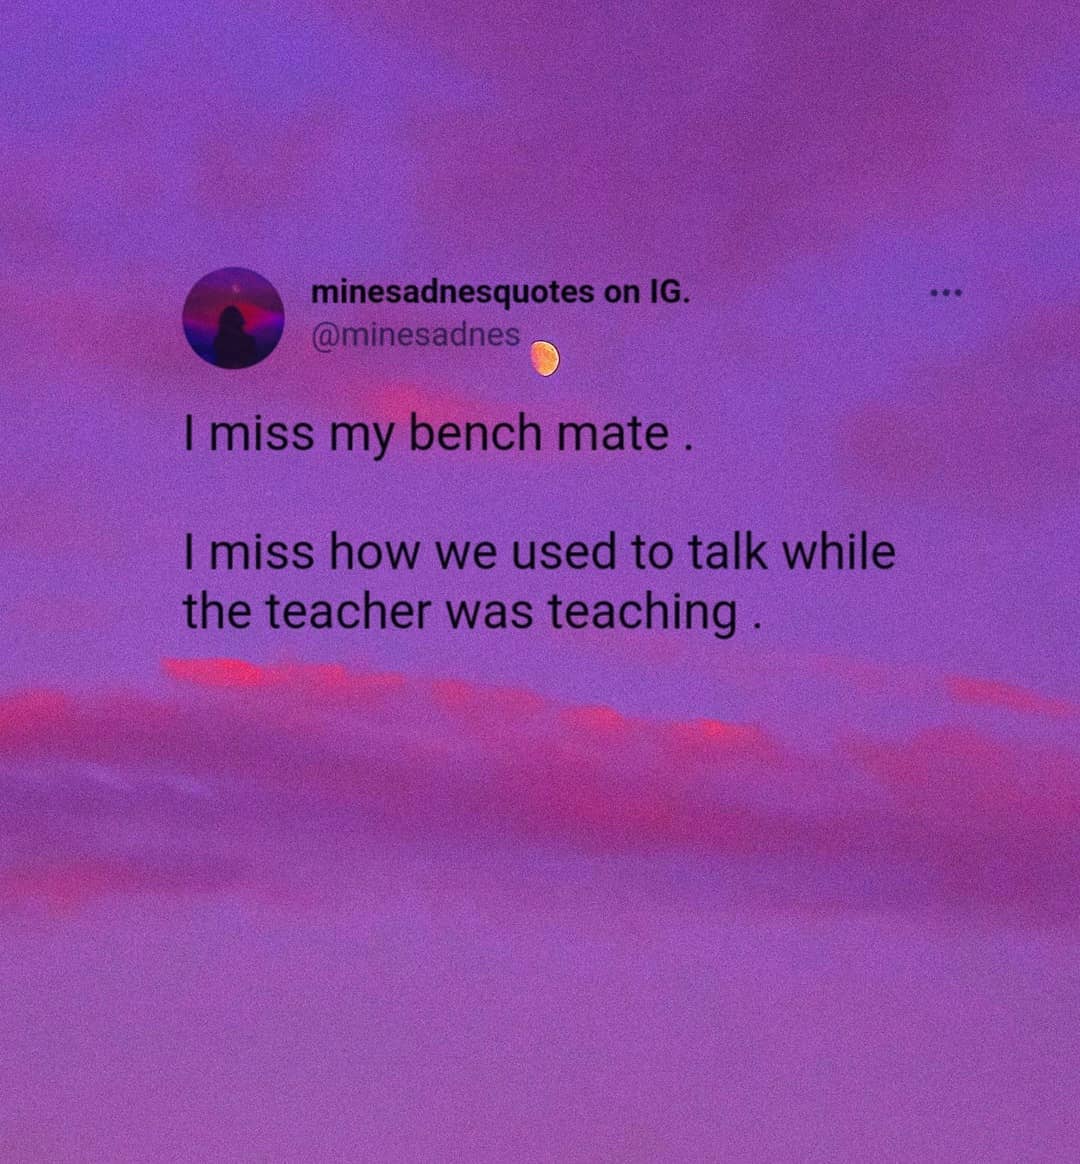 minesadnesquotes on IG.
@minesadnes
I miss my bench mate .
I miss how we used to talk while
the teacher was teaching .